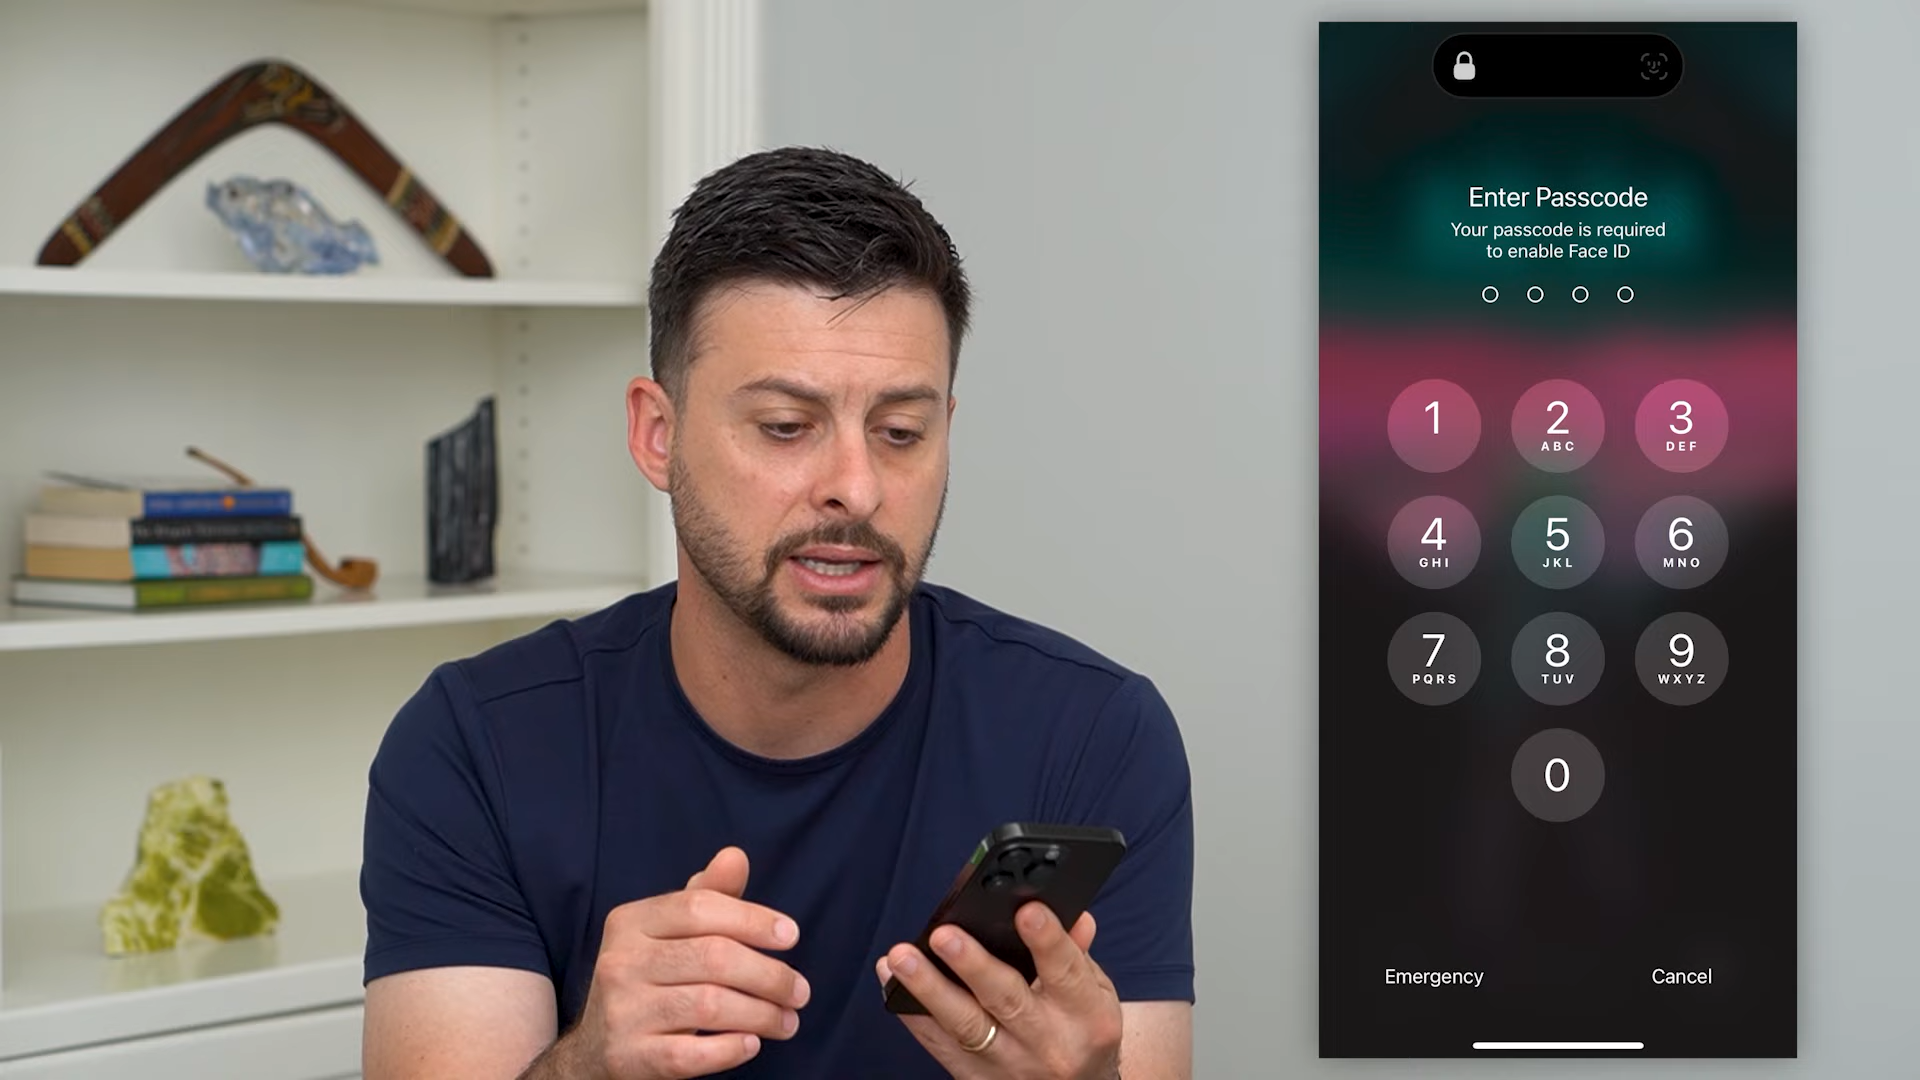 Enter Passcode
Your passcode is required
to enable Face ID
1
2
ABC
3
DEF
4
GHI
5
JKL
6
MNO
7
PQRS
8
TUV
9
WXYZ
0
Emergency
Cancel